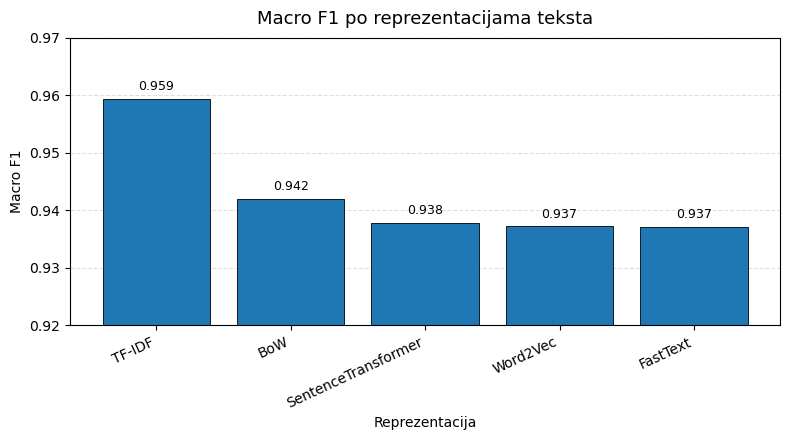 Macro F1 po reprezentacijama teksta
0.97
0.96
0.95
0.94
0.93
0.92
Macro F1
0.959
0.942
0.938
0.937
0.937
TF-IDF
BoW
SentenceTransformer
Word2Vec
FastText
Reprezentacija